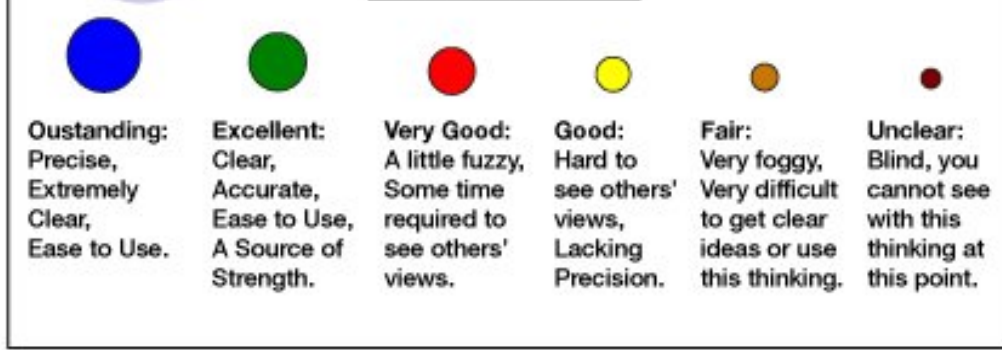 Oustanding:
Precise,
Extremely
Clear,
Ease to Use.
Excellent:
Clear,
Accurate,
Ease to Use,
A Source of
Strength.
Very Good:
A little fuzzy,
Some time
required to
see others'
views.
Good:
Hard to
see others'
views,
Lacking
Precision.
Fair:
Very foggy,
Very difficult
to get clear
ideas or use
this thinking.
Unclear:
Blind, you
cannot see
with this
thinking at
this point.